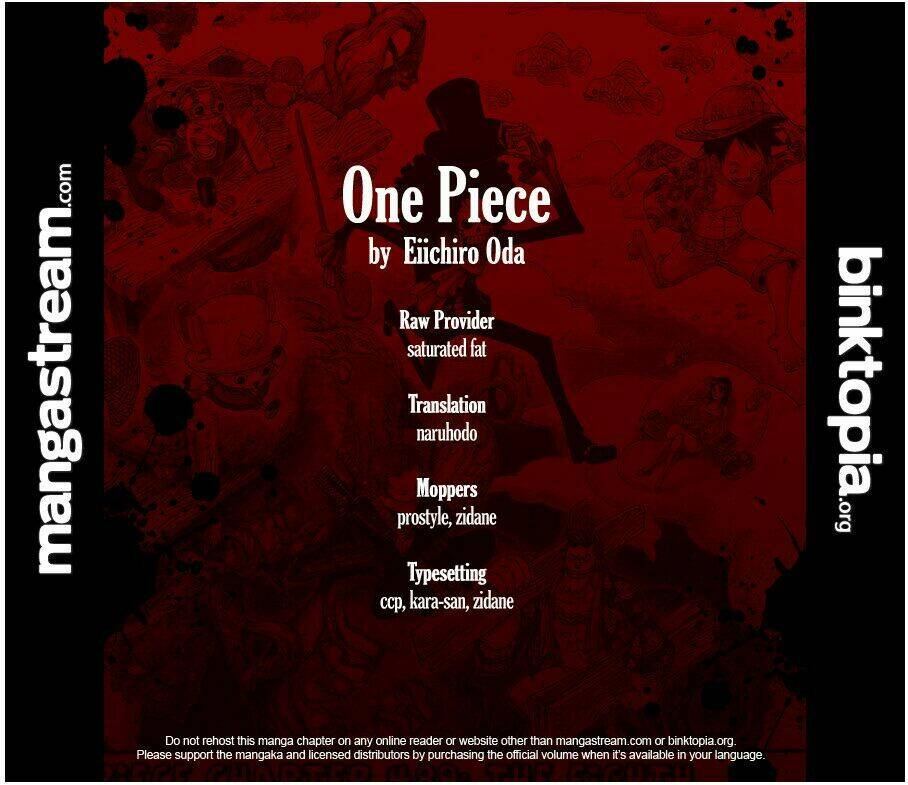 One Piece
by Eiichiro Oda
Raw Provider
saturated fat
Translation
naruhodo
Moppers
prostyle, zidane
Typesetting
ccp, kara-san, zidane
mangastream.com
binktopia.org
Do not rehost this manga chapter on any online reader or website other than mangastream.com or binktopia.org.
Please support the mangaka and licensed distributors by purchasing the official volume when it's available in your language.